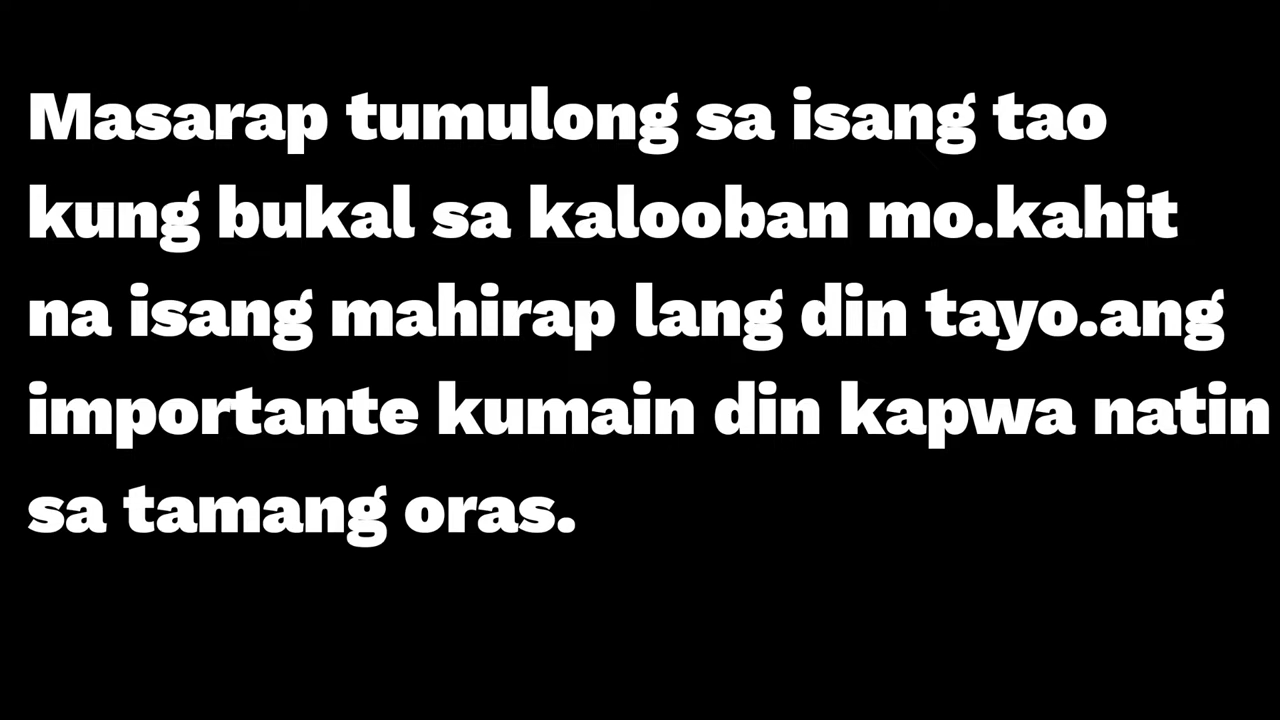 Masarap tumulong sa isang tao
kung bukal sa kalooban mo.kahit
na isang mahirap lang din tayo.ang
importante kumain din kapwa natin
sa tamang oras.